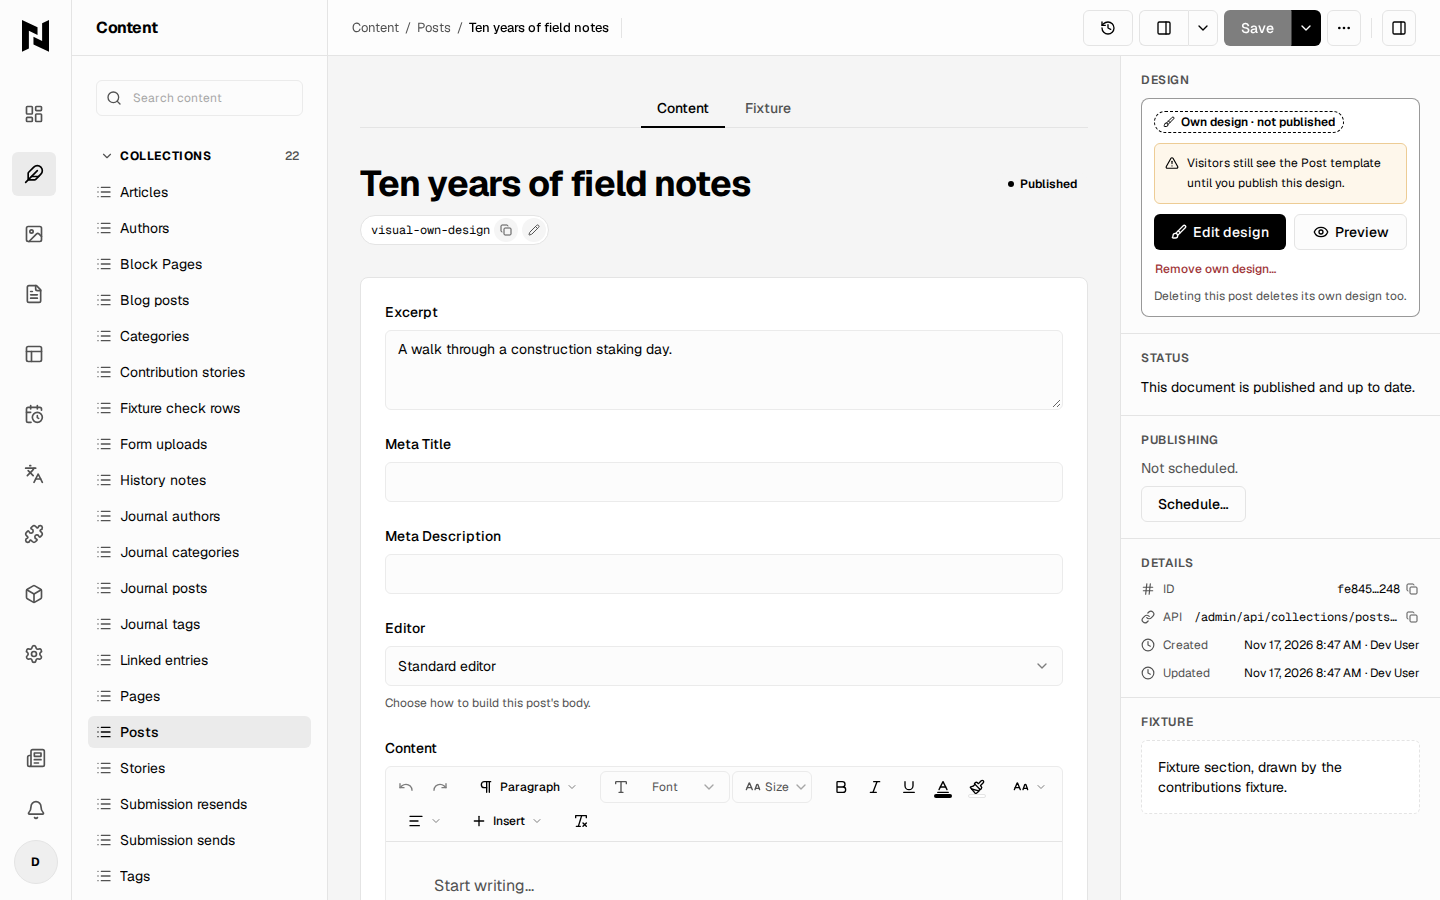 Content
Content / Posts / Ten years of field notes
Save
Search content
COLLECTIONS 22
Articles
Authors
Block Pages
Blog posts
Categories
Contribution stories
Fixture check rows
Form uploads
History notes
Journal authors
Journal categories
Journal posts
Journal tags
Linked entries
Pages
Posts
Stories
Submission resends
Submission sends
Tags
D
Content Fixture
Ten years of field notes
Published
visual-own-design
Excerpt
A walk through a construction staking day.
Meta Title
Meta Description
Editor
Standard editor
Choose how to build this post's body.
Content
Paragraph Font AA Size B I U A AA
Insert
Start writing…
DESIGN
Own design · not published
Visitors still see the Post template
until you publish this design.
Edit design
Preview
Remove own design…
Deleting this post deletes its own design too.
STATUS
This document is published and up to date.
PUBLISHING
Not scheduled.
Schedule…
DETAILS
ID fe845…248
API /admin/api/collections/posts…
Created Nov 17, 2026 8:47 AM · Dev User
Updated Nov 17, 2026 8:47 AM · Dev User
FIXTURE
Fixture section, drawn by the
contributions fixture.